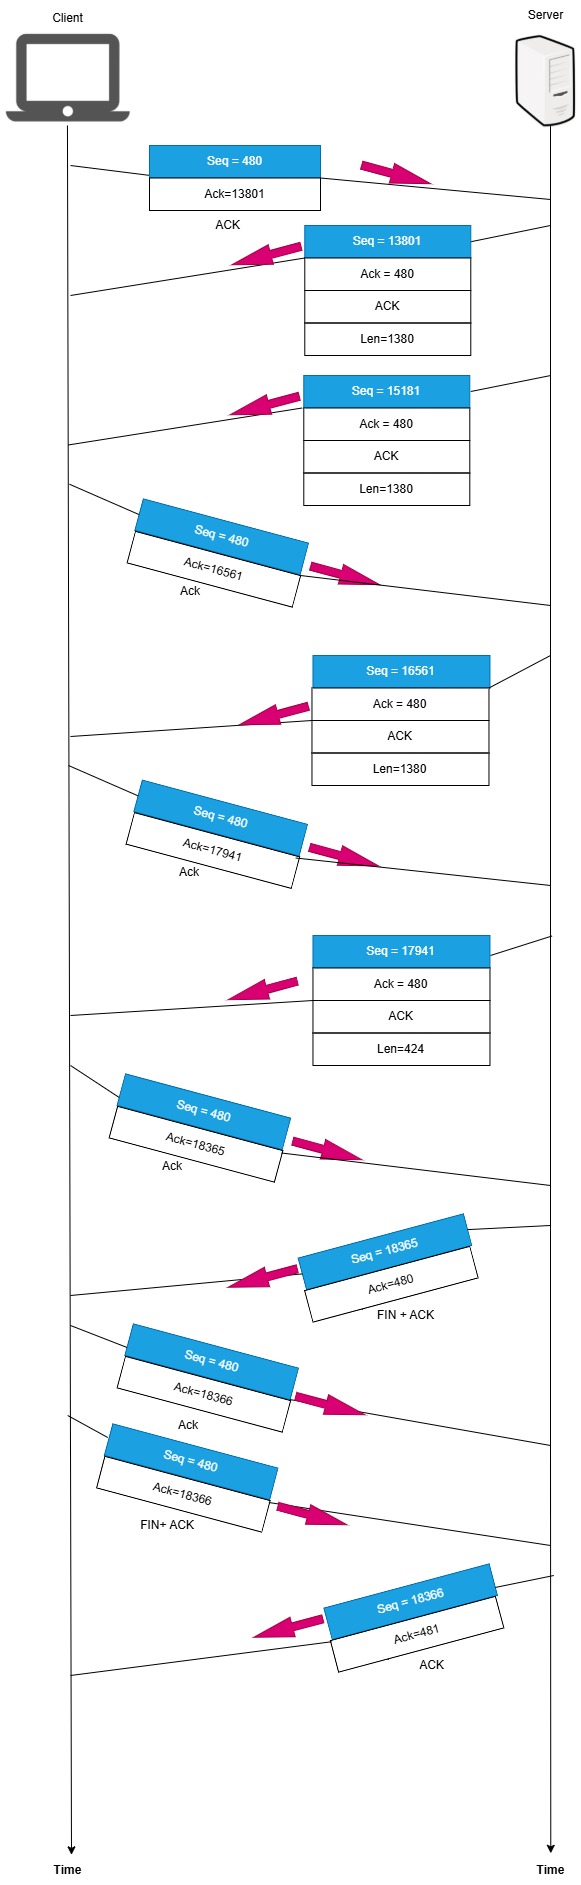 Client
Server
Seq = 480
Ack=13801
ACK
Seq = 13801
Ack = 480
ACK
Len=1380
Seq = 15181
Ack = 480
ACK
Len=1380
Seq = 480
Ack=16561
Ack
Seq = 16561
Ack = 480
ACK
Len=1380
Seq = 480
Ack=17941
Ack
Seq = 17941
Ack = 480
ACK
Len=424
Seq = 480
Ack=18365
Ack
Seq = 18365
Ack=480
FIN + ACK
Seq = 480
Ack=18366
Ack
Seq = 480
Ack=18366
FIN+ ACK
Seq = 18366
Ack=481
ACK
Time
Time